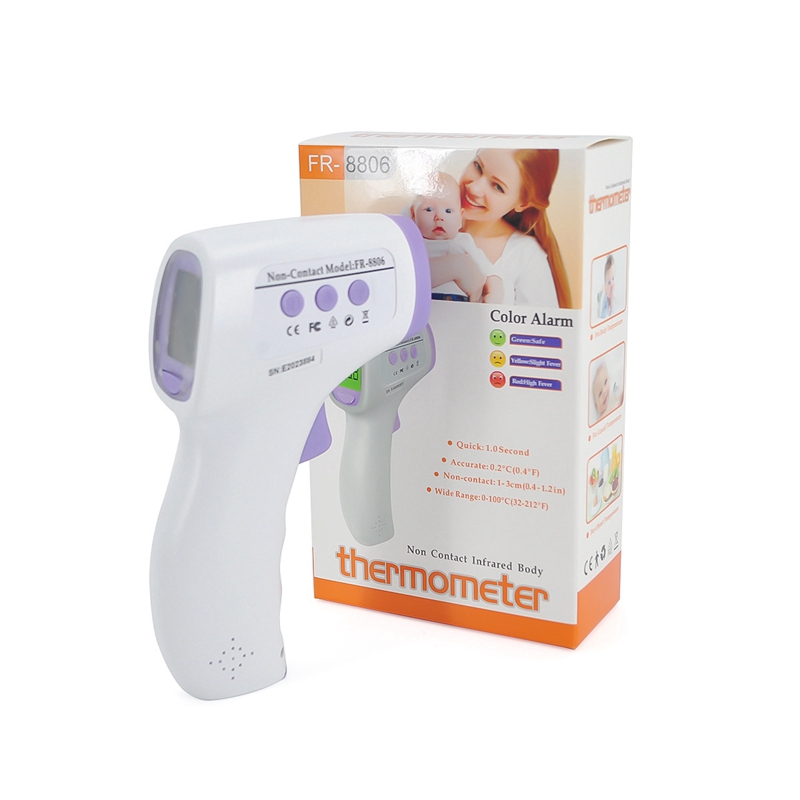 thermometer
FR- 8806
thermometer
Non-Contact Model:FR-8806
SN:E2023894
Color Alarm
Green:Safe
Yellow:Slight Fever
Red:High Fever
Quick: 1.0 Second
Accurate: 0.2°C(0.4°F)
Non-contact: 1-3cm(0.4-1.2in)
Wide Range: 0-100°C(32-212°F)
Non Contact Infrared Body
thermometer